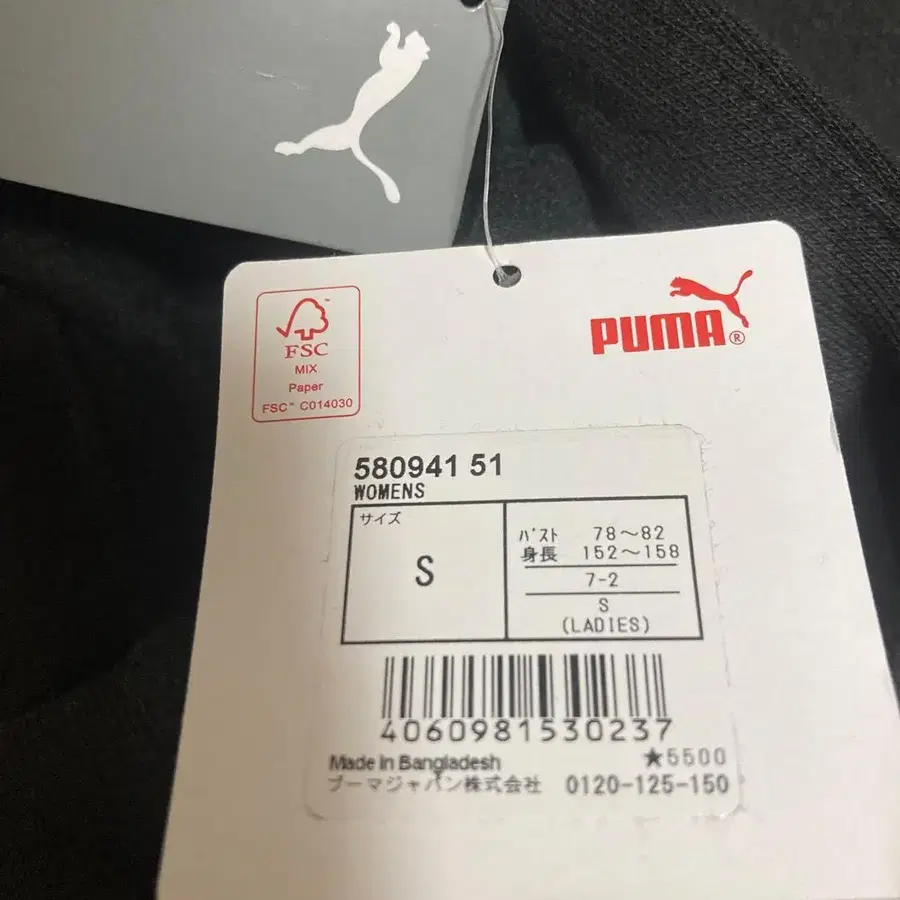 FSC™
MIX
Paper
FSC™ C014030
PUMA®
580941 51
WOMENS
サイズ
S
バスト 78～82
身長 152～158
7-2
S
(LADIES)
4060981530237
Made in Bangladesh
★5500
プーマジャパン株式会社 0120-125-150